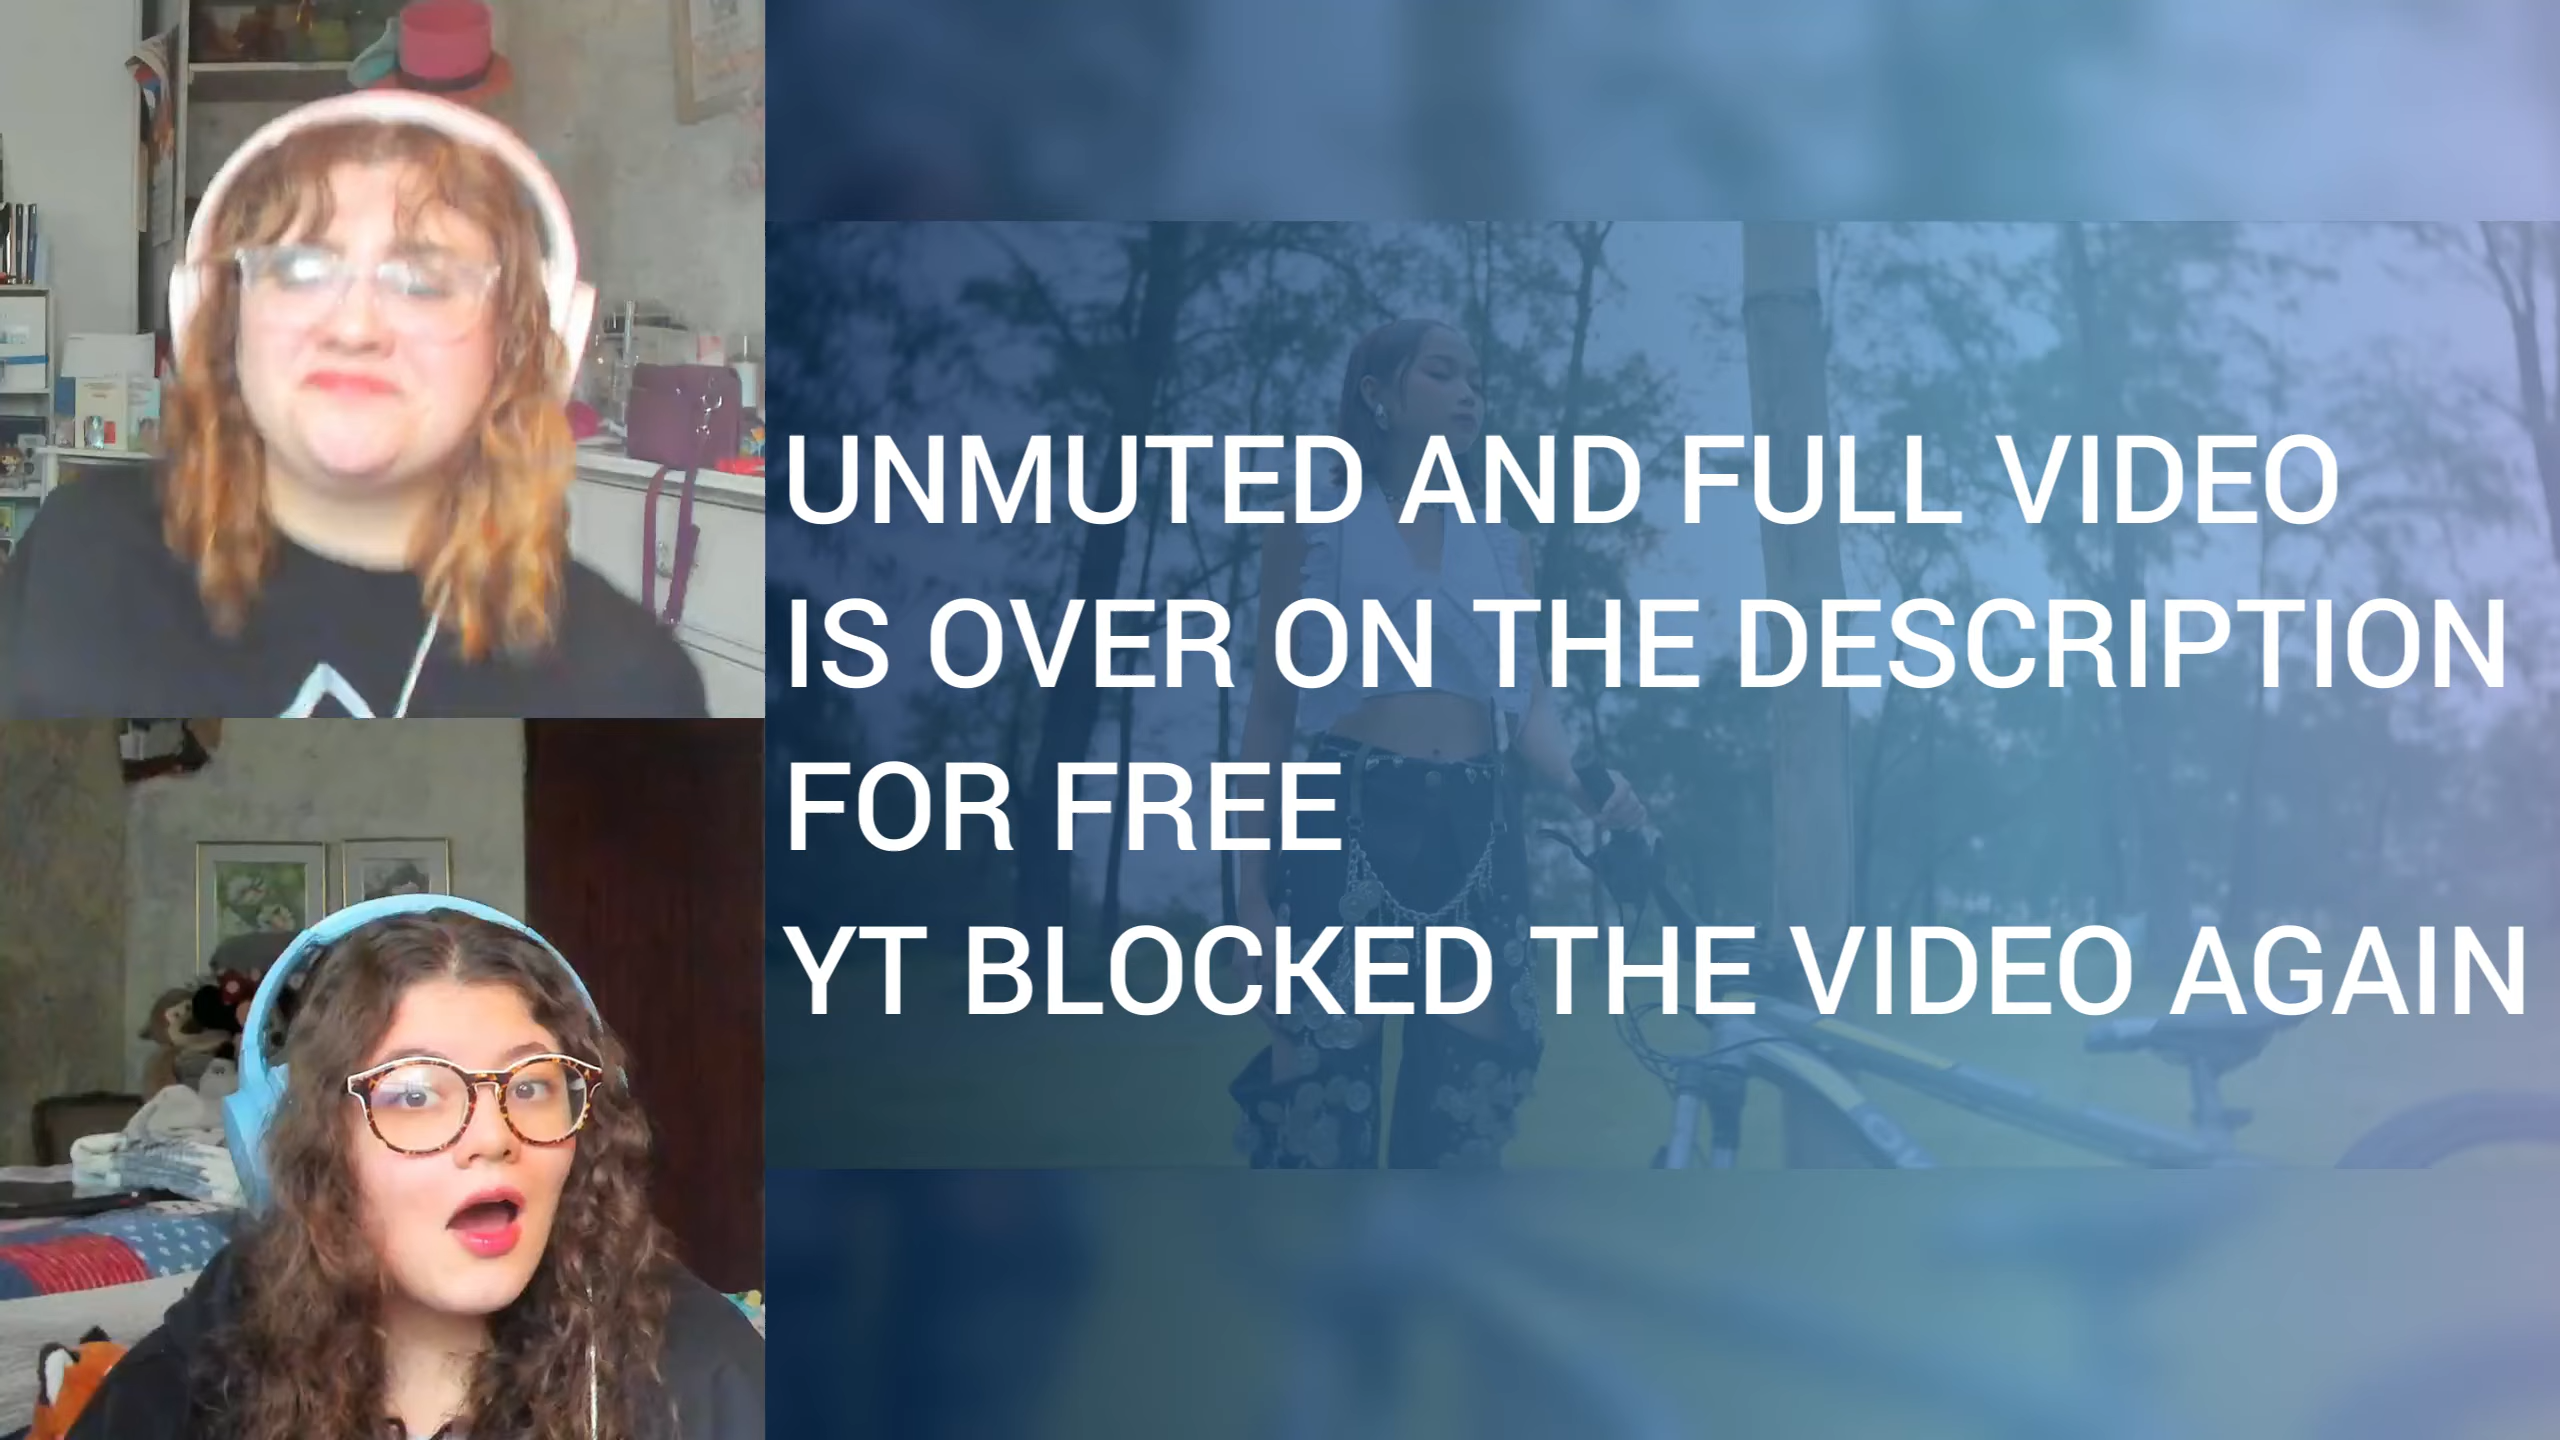 UNMUTED AND FULL VIDEO
IS OVER ON THE DESCRIPTION
FOR FREE
YT BLOCKED THE VIDEO AGAIN